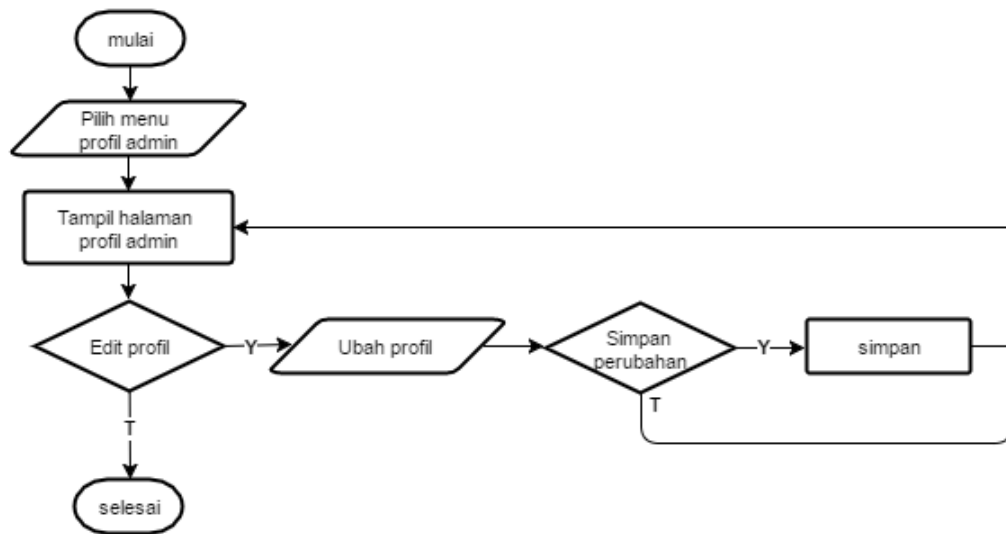 mulai
Pilih menu
profil admin
Tampil halaman
profil admin
Edit profil
Y
Ubah profil
Simpan
perubahan
Y
simpan
T
T
selesai